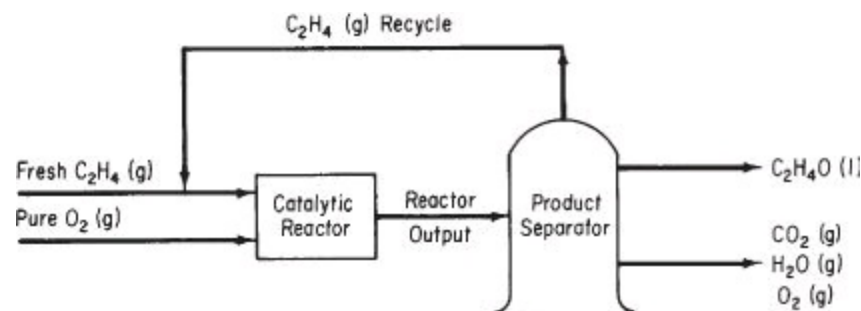 C₂H₄ (g) Recycle
Fresh C₂H₄ (g)
Pure O₂ (g)
Catalytic
Reactor
Reactor
Output
Product
Separator
C₂H₄O (l)
CO₂ (g)
H₂O (g)
O₂ (g)